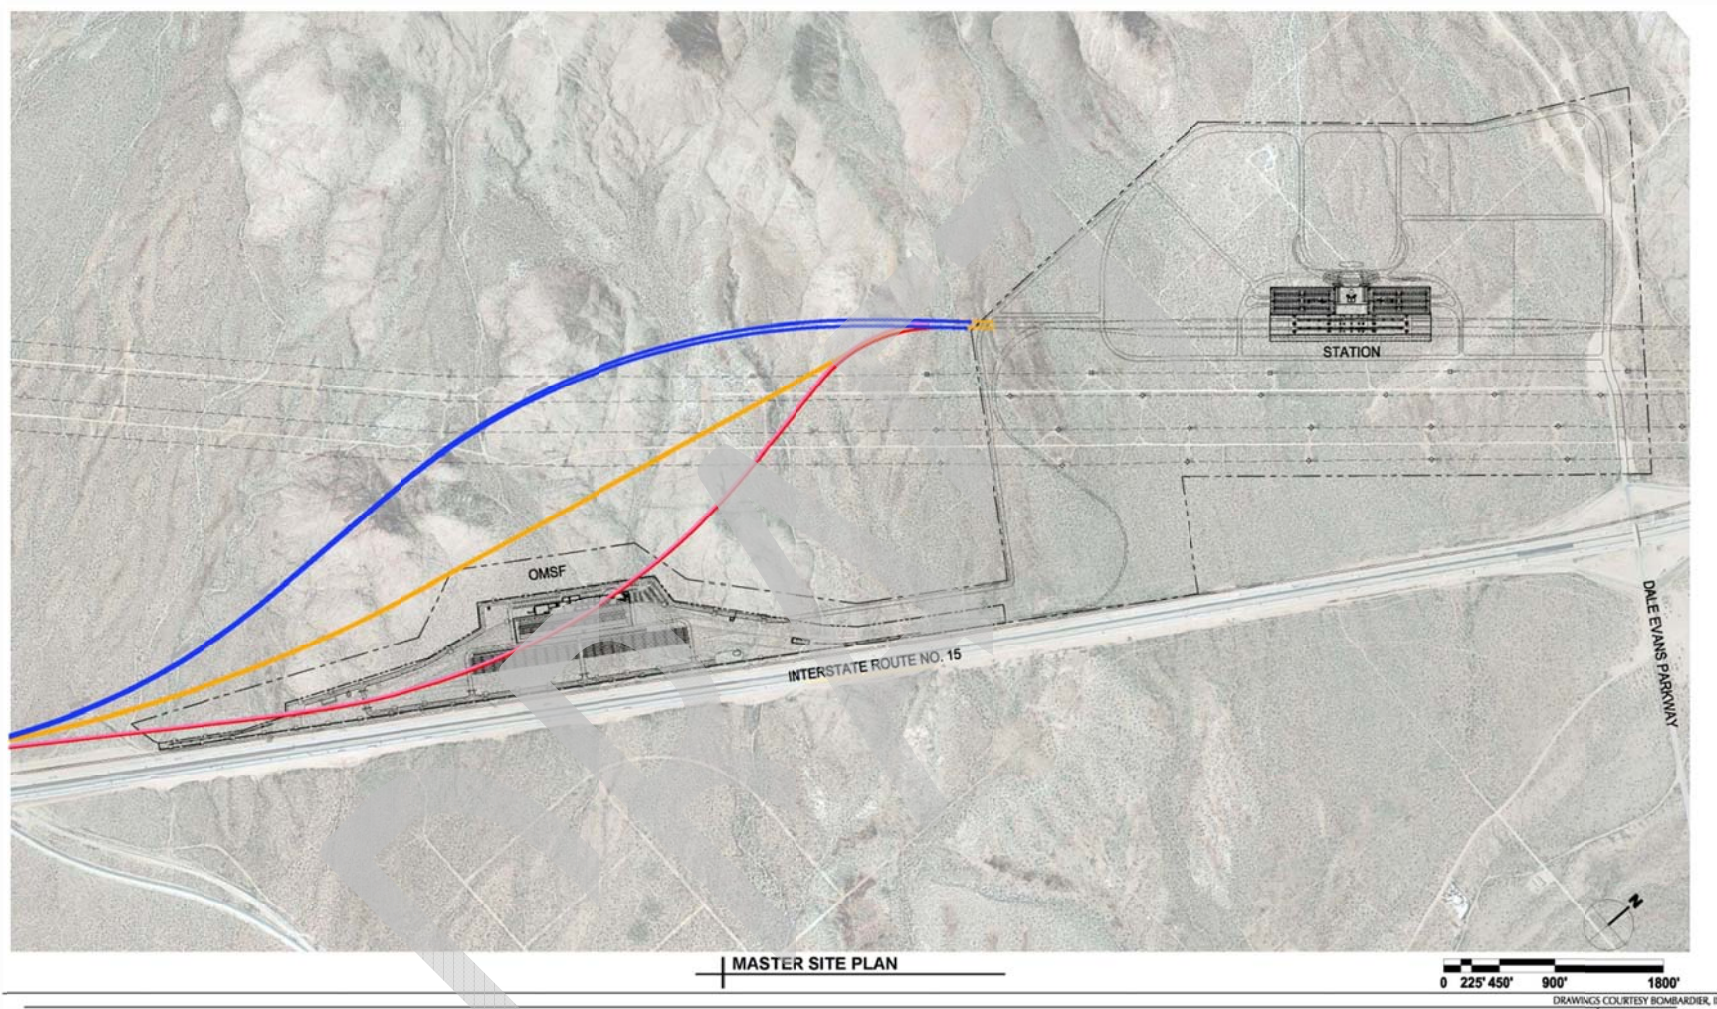 STATION
OMSF
INTERSTATE ROUTE NO. 15
DALE EVANS PARKWAY
N
MASTER SITE PLAN
0 225' 450' 900' 1800'
DRAWINGS COURTESY BOMBARDIER, I